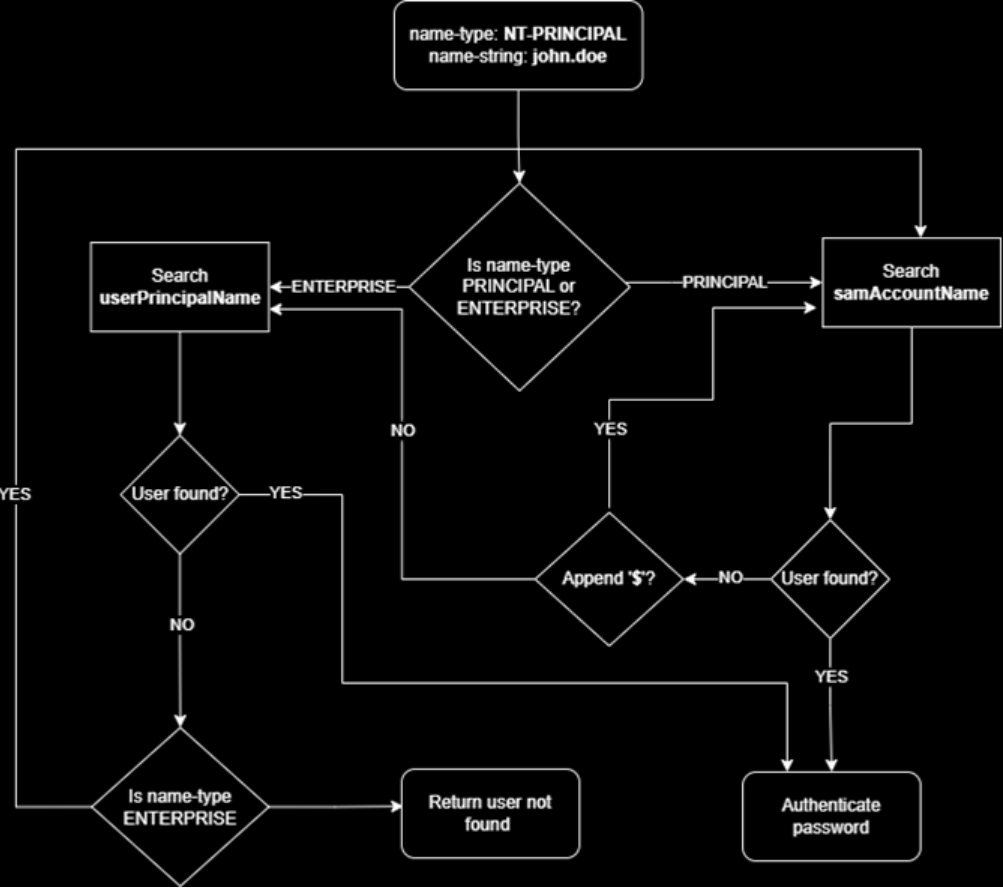 name-type: NT-PRINCIPAL
name-string: john.doe
Is name-type
PRINCIPAL or
ENTERPRISE?
ENTERPRISE
PRINCIPAL
Search
userPrincipalName
Search
samAccountName
NO
YES
YES
User found?
YES
Append '$'?
NO
User found?
NO
YES
Is name-type
ENTERPRISE
Return user not
found
Authenticate
password